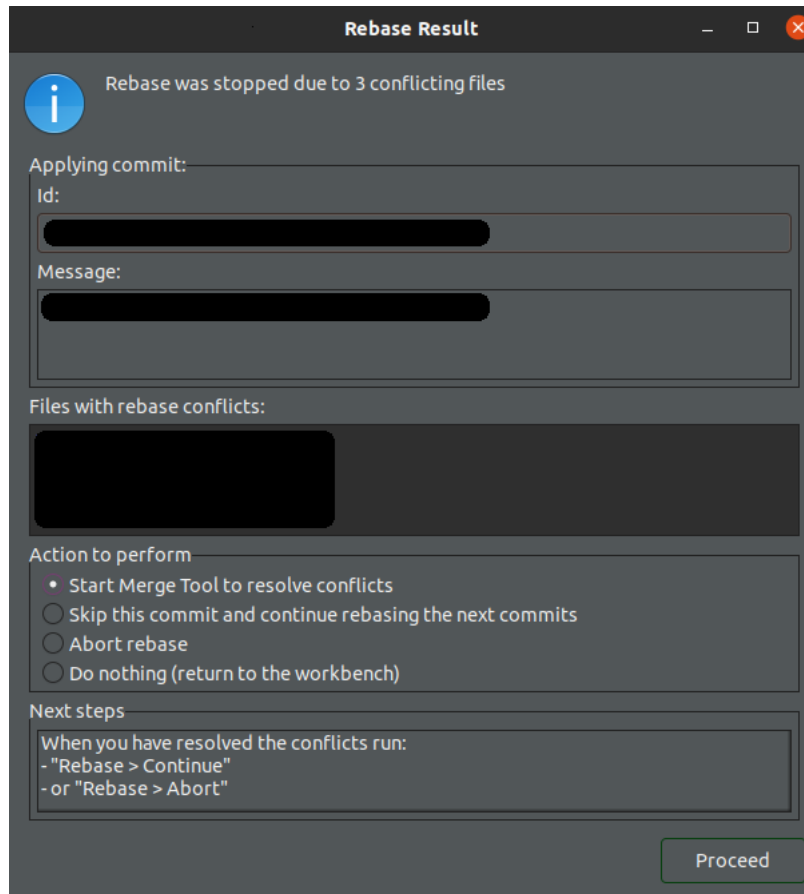 Rebase Result
Rebase was stopped due to 3 conflicting files
Applying commit:
Id:
Message:
Files with rebase conflicts:
Action to perform
Start Merge Tool to resolve conflicts
Skip this commit and continue rebasing the next commits
Abort rebase
Do nothing (return to the workbench)
Next steps
When you have resolved the conflicts run:
- "Rebase > Continue"
- or "Rebase > Abort"
Proceed